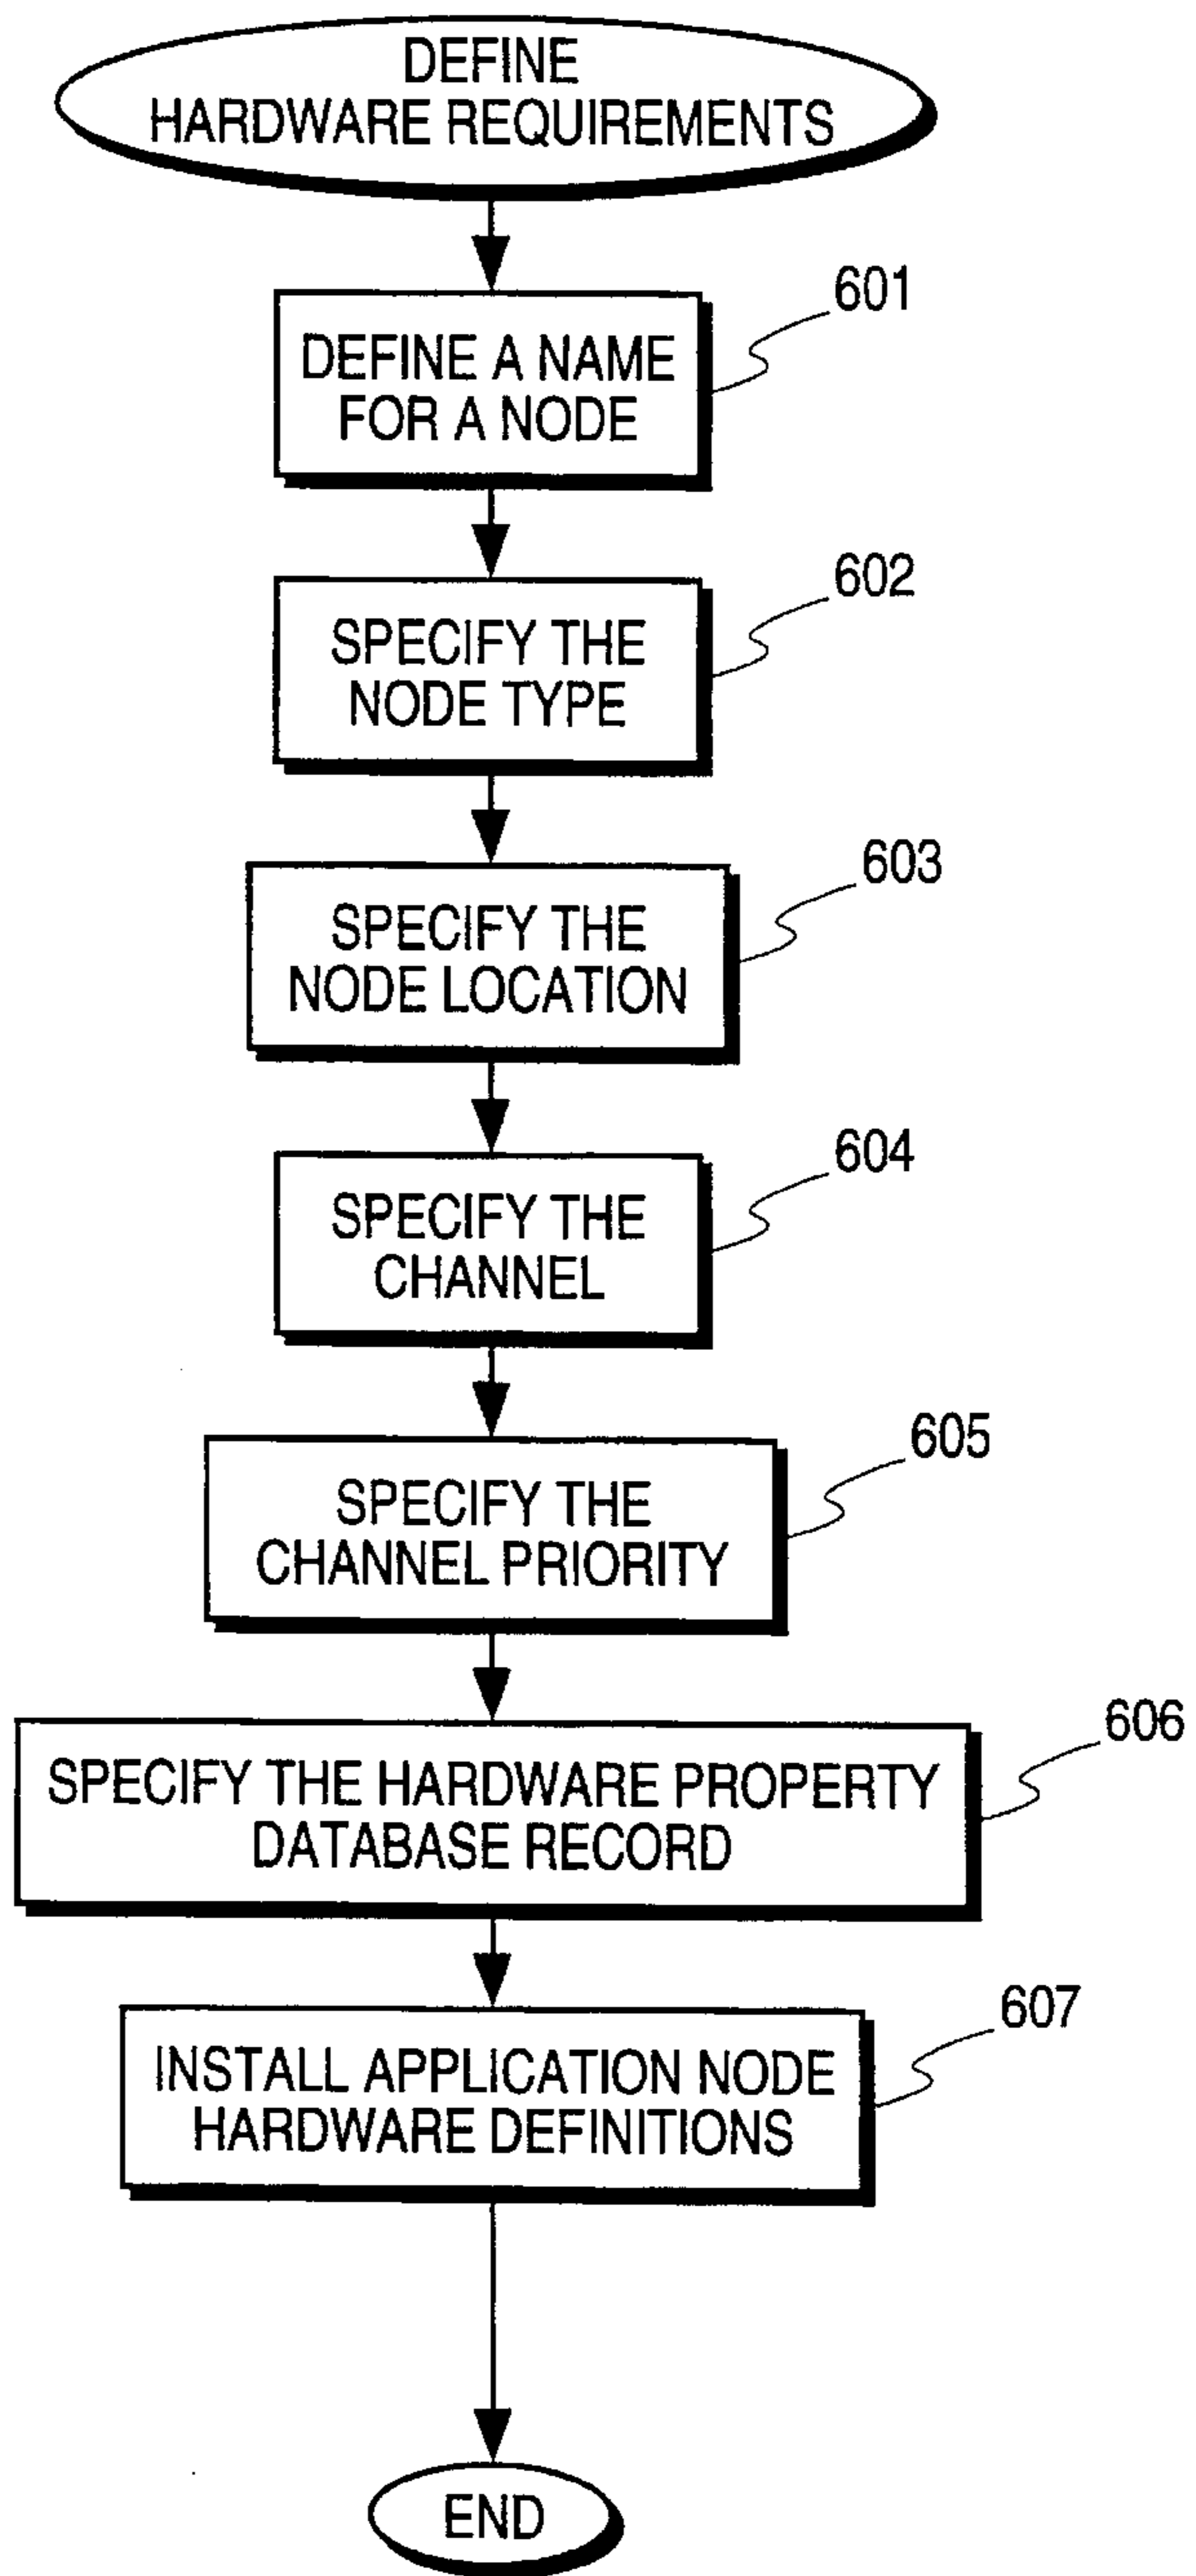 DEFINE
HARDWARE REQUIREMENTS
601
DEFINE A NAME
FOR A NODE
602
SPECIFY THE
NODE TYPE
603
SPECIFY THE
NODE LOCATION
604
SPECIFY THE
CHANNEL
605
SPECIFY THE
CHANNEL PRIORITY
606
SPECIFY THE HARDWARE PROPERTY
DATABASE RECORD
607
INSTALL APPLICATION NODE
HARDWARE DEFINITIONS
END